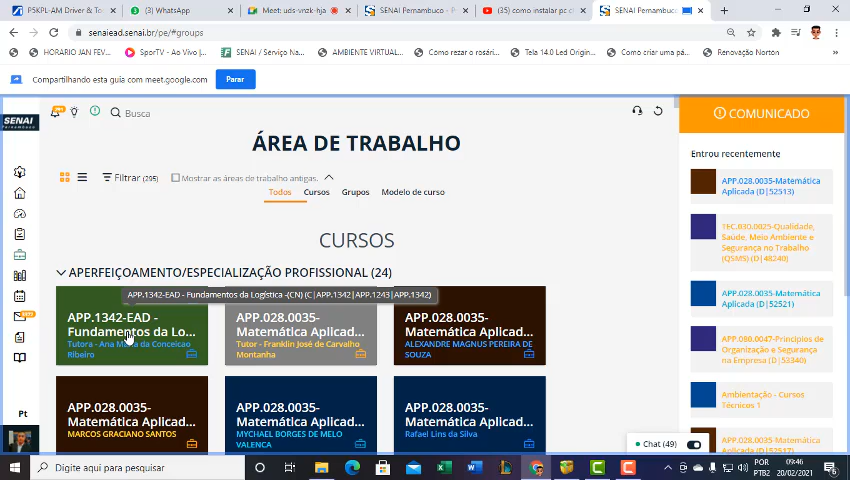 P5KPL-AM Driver & To
(3) WhatsApp
Meet: uds-vnzk-hja
SENAI Pernambuco - P
(35) como instalar pc c
SENAI Pernambuc
senaiead.senai.br/pe/#groups
HORÁRIO JAN FEV
SporTV - Ao Vivo |...
SENAI / Serviço Na...
AMBIENTE VIRTUAL...
Como rezar o rosári...
Tela 14.0 Led Origin...
Como criar uma pá...
Renovação Norton
Compartilhando esta guia com meet.google.com
Parar
SENAI
Pernambuco
Busca
ÁREA DE TRABALHO
Filtrar (295)
Mostrar as áreas de trabalho antigas.
Todos
Cursos
Grupos
Modelo de curso
CURSOS
APERFEIÇOAMENTO/ESPECIALIZAÇÃO PROFISSIONAL (24)
APP.1342-EAD - Fundamentos da Logística -(CN) (C|APP.1342|APP.1243|APP.1342)
APP.1342-EAD -
Fundamentos da Lo...
Tutora - Ana Maria da Conceicao
Ribeiro
APP.028.0035-
Matemática Aplicad...
Tutor - Franklin José de Carvalho
Montanha
APP.028.0035-
Matemática Aplicad...
ALEXANDRE MAGNUS PEREIRA DE
SOUZA
APP.028.0035-
Matemática Aplicad...
MARCOS GRACIANO SANTOS
APP.028.0035-
Matemática Aplicad...
MYCHAEL BORGES DE MELO
VALENCA
APP.028.0035-
Matemática Aplicad...
Rafael Lins da Silva
COMUNICADO
Entrou recentemente
APP.028.0035-Matemática
Aplicada (D|52513)
TEC.030.0025-Qualidade,
Saúde, Meio Ambiente e
Segurança no Trabalho
(QSMS) (D|48240)
APP.028.0035-Matemática
Aplicada (D|52521)
APP.080.0047-Princípios de
Organização e Segurança
na Empresa (D|53340)
Ambientação - Cursos
Técnicos 1
APP.028.0035-Matemática
Aplicada (D|52517)
Chat (49)
Pt
Digite aqui para pesquisar
POR
PTB2
09:46
20/02/2021